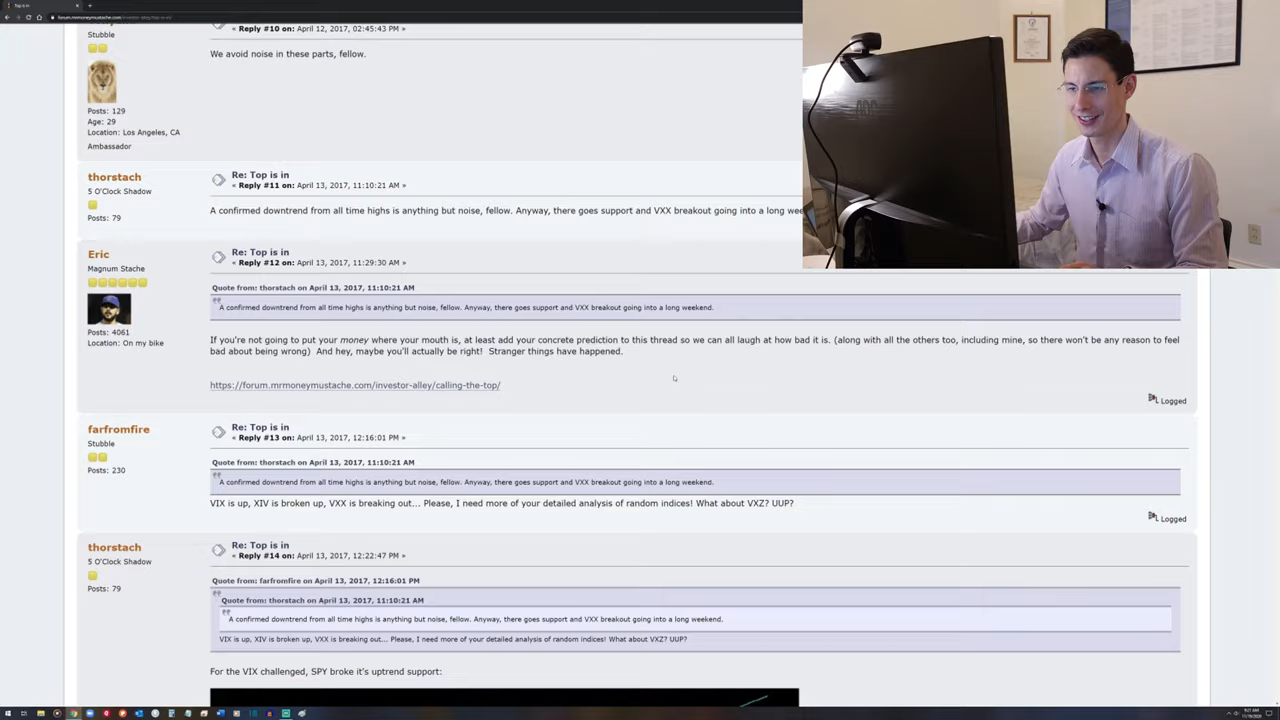 Top is in
forum.mrmoneymustache.com/investor-alley/top-is-in/
Stubble
« Reply #10 on: April 12, 2017, 02:45:43 PM »
We avoid noise in these parts, fellow.
Posts: 129
Age: 29
Location: Los Angeles, CA
Ambassador
thorstach
5 O'Clock Shadow
Posts: 79
Re: Top is in
« Reply #11 on: April 13, 2017, 11:10:21 AM »
A confirmed downtrend from all time highs is anything but noise, fellow. Anyway, there goes support and VXX breakout going into a long wee
Eric
Magnum Stache
Posts: 4061
Location: On my bike
Re: Top is in
« Reply #12 on: April 13, 2017, 11:29:30 AM »
Quote from: thorstach on April 13, 2017, 11:10:21 AM
A confirmed downtrend from all time highs is anything but noise, fellow. Anyway, there goes support and VXX breakout going into a long weekend.
If you're not going to put your money where your mouth is, at least add your concrete prediction to this thread so we can all laugh at how bad it is. (along with all the others too, including mine, so there won't be any reason to feel
bad about being wrong)  And hey, maybe you'll actually be right!  Stranger things have happened.
https://forum.mrmoneymustache.com/investor-alley/calling-the-top/
Logged
farfromfire
Stubble
Posts: 230
Re: Top is in
« Reply #13 on: April 13, 2017, 12:16:01 PM »
Quote from: thorstach on April 13, 2017, 11:10:21 AM
A confirmed downtrend from all time highs is anything but noise, fellow. Anyway, there goes support and VXX breakout going into a long weekend.
VIX is up, XIV is broken up, VXX is breaking out... Please, I need more of your detailed analysis of random indices! What about VXZ? UUP?
Logged
thorstach
5 O'Clock Shadow
Posts: 79
Re: Top is in
« Reply #14 on: April 13, 2017, 12:22:47 PM »
Quote from: farfromfire on April 13, 2017, 12:16:01 PM
Quote from: thorstach on April 13, 2017, 11:10:21 AM
A confirmed downtrend from all time highs is anything but noise, fellow. Anyway, there goes support and VXX breakout going into a long weekend.
VIX is up, XIV is broken up, VXX is breaking out... Please, I need more of your detailed analysis of random indices! What about VXZ? UUP?
For the VIX challenged, SPY broke it's uptrend support: